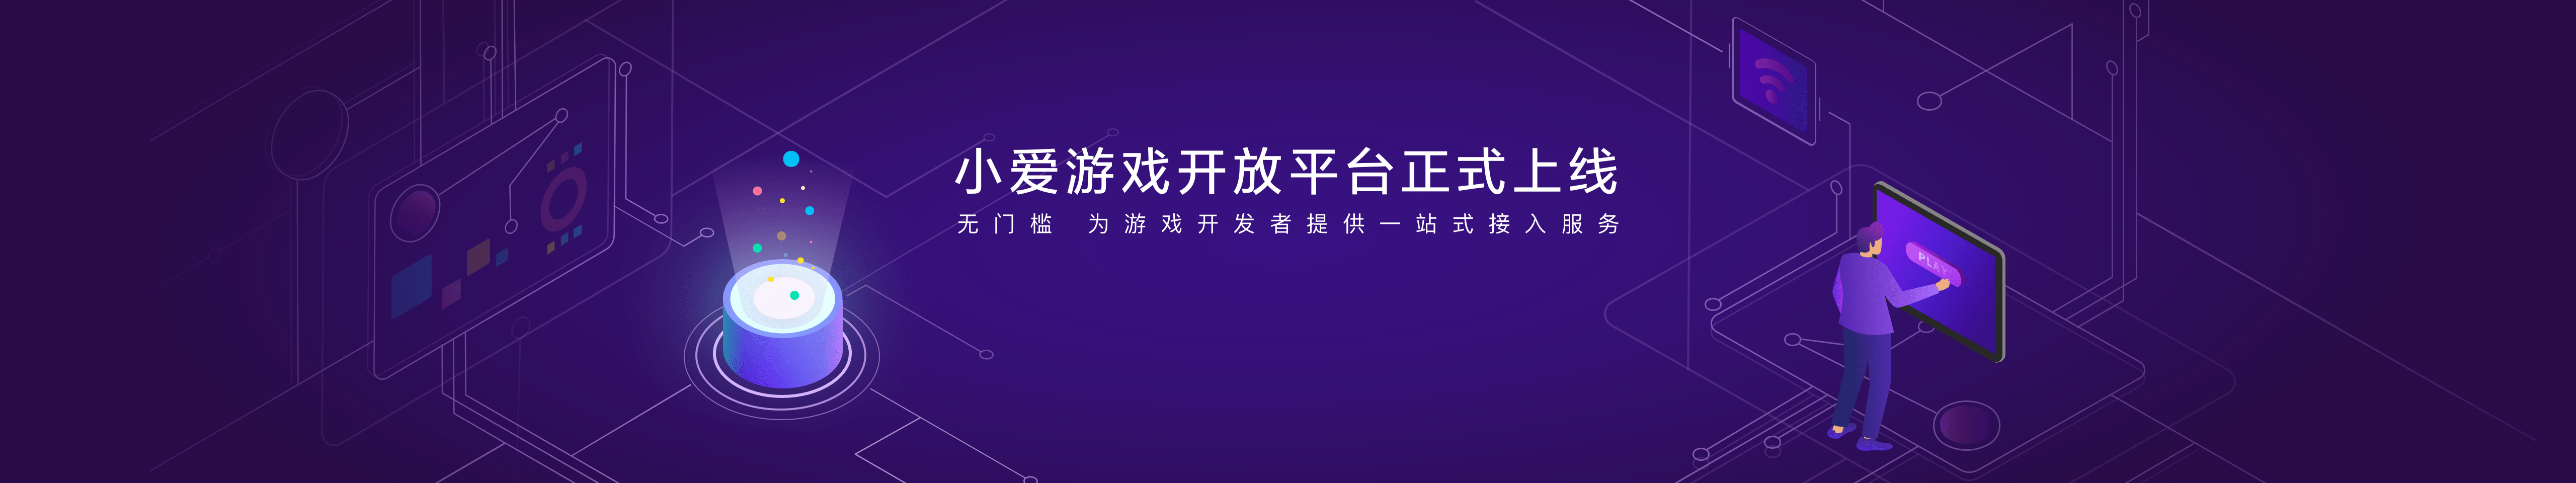 小爱游戏开放平台正式上线
无门槛 为游戏开发者提供一站式接入服务
PLAY